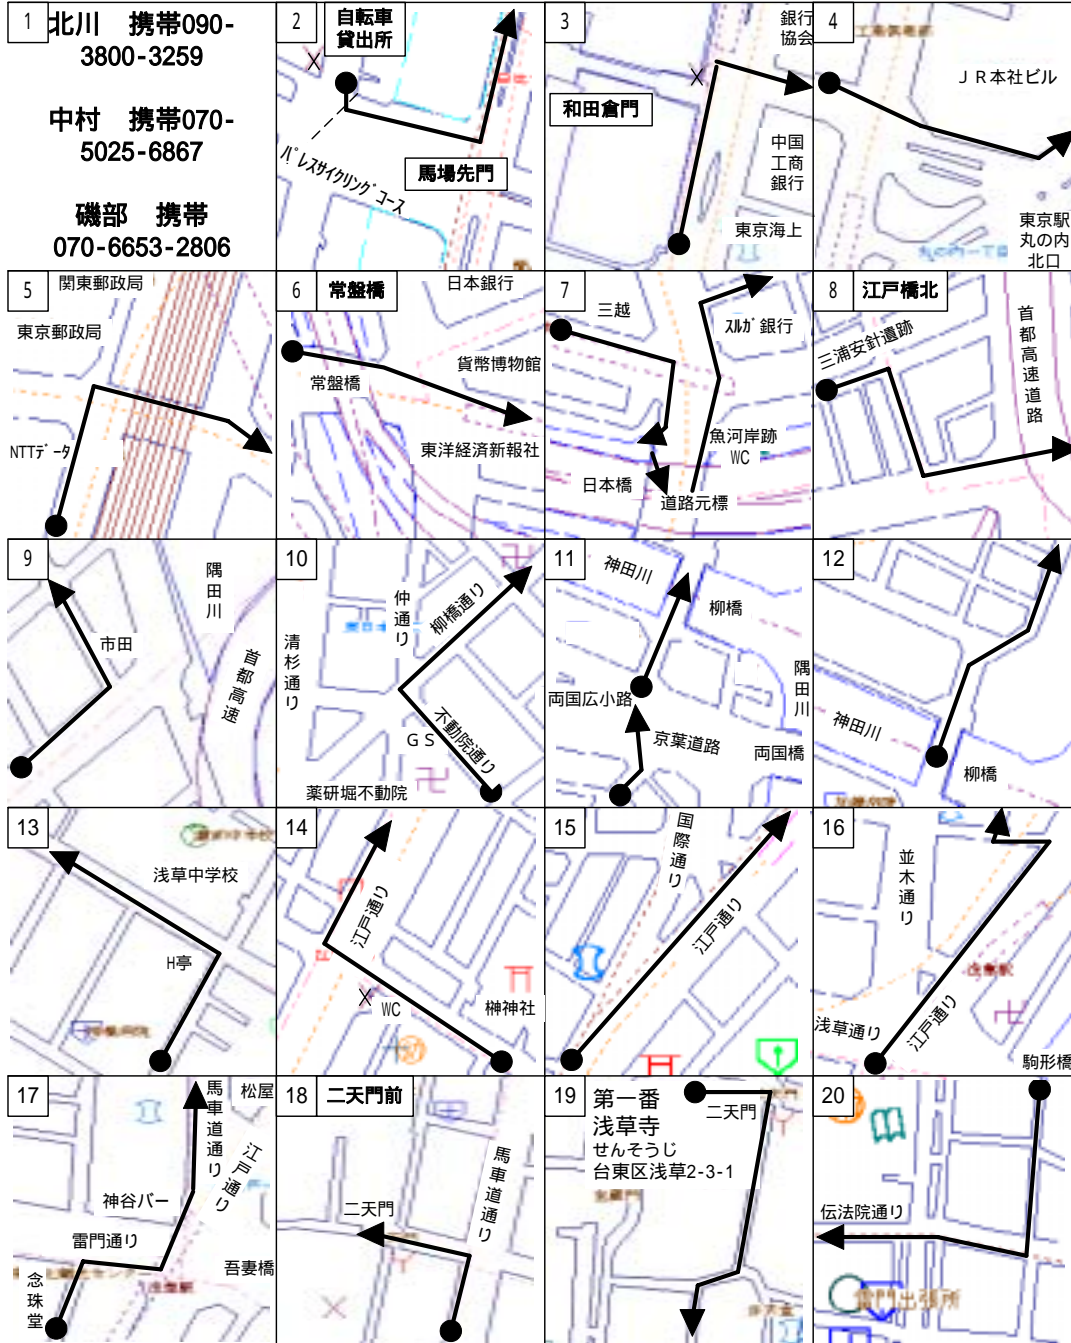 1
北川　携帯090-
3800-3259
中村　携帯070-
5025-6867
磯部　携帯
070-6653-2806
2
自転車
貸出所
パレスサイクリングコース
馬場先門
3
銀行
協会
和田倉門
中国
工商
銀行
東京海上
4
ＪＲ本社ビル
東京駅
丸の内
北口
5
関東郵政局
東京郵政局
NTTデータ
6
常盤橋
日本銀行
貨幣博物館
常盤橋
東洋経済新報社
7
三越
スルガ銀行
魚河岸跡
WC
日本橋
道路元標
8
江戸橋北
三浦安針遺跡
首都高速道路
9
隅田川
市田
首都高速
10
仲通り
柳橋通り
清杉通り
不動院通り
ＧＳ
薬研堀不動院
11
神田川
柳橋
両国広小路
隅田川
京葉道路
両国橋
12
神田川
柳橋
13
浅草中学校
H亭
14
江戸通り
WC
榊神社
15
国際通り
江戸通り
16
並木通り
浅草通り
江戸通り
駒形橋
17
馬車道通り
松屋
江戸通り
神谷バー
雷門通り
吾妻橋
念珠堂
18
二天門前
馬車道通り
二天門
19
第一番
浅草寺
せんそうじ
台東区浅草2-3-1
二天門
20
伝法院通り
雷門出張所